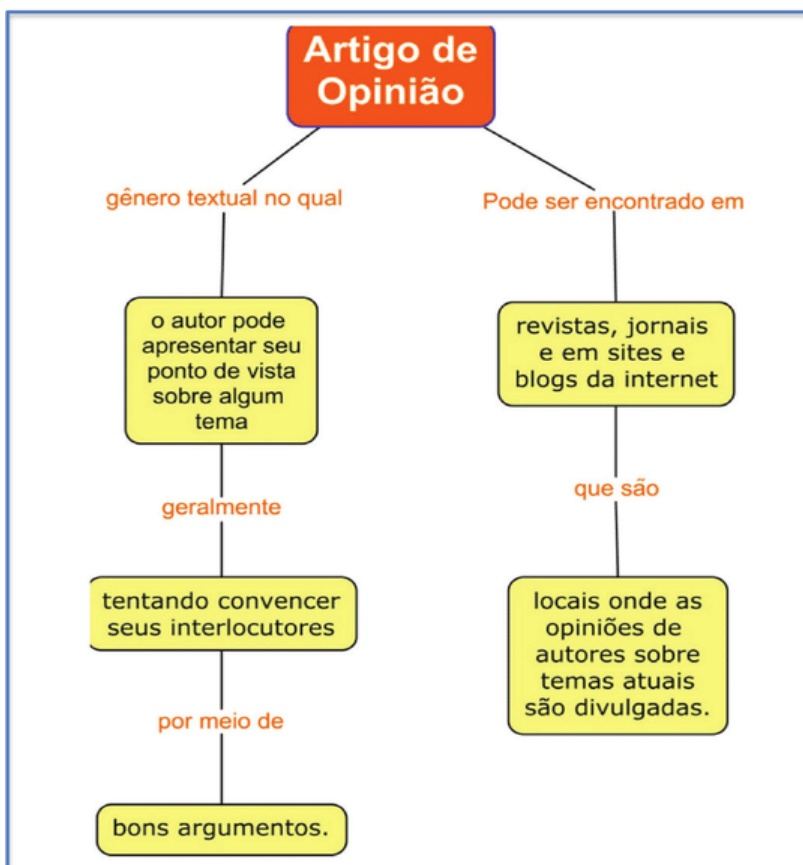 Artigo de
Opinião
gênero textual no qual
o autor pode
apresentar seu
ponto de vista
sobre algum
tema
geralmente
tentando convencer
seus interlocutores
por meio de
bons argumentos.
Pode ser encontrado em
revistas, jornais
e em sites e
blogs da internet
que são
locais onde as
opiniões de
autores sobre
temas atuais
são divulgadas.